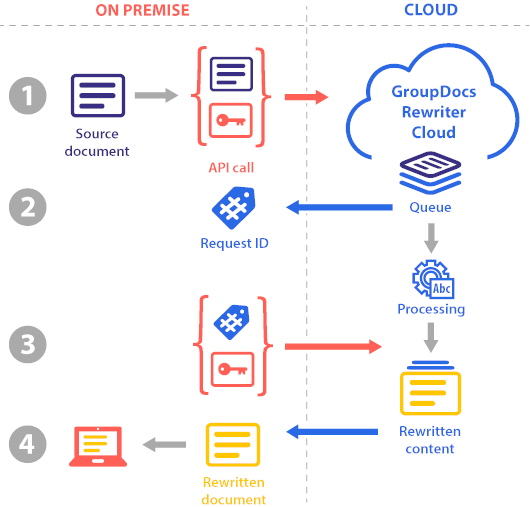 ON PREMISE
CLOUD
1
Source
document
API call
GroupDocs
Rewriter
Cloud
Queue
2
Request ID
Abc
Processing
3
Rewritten
content
4
Rewritten
document